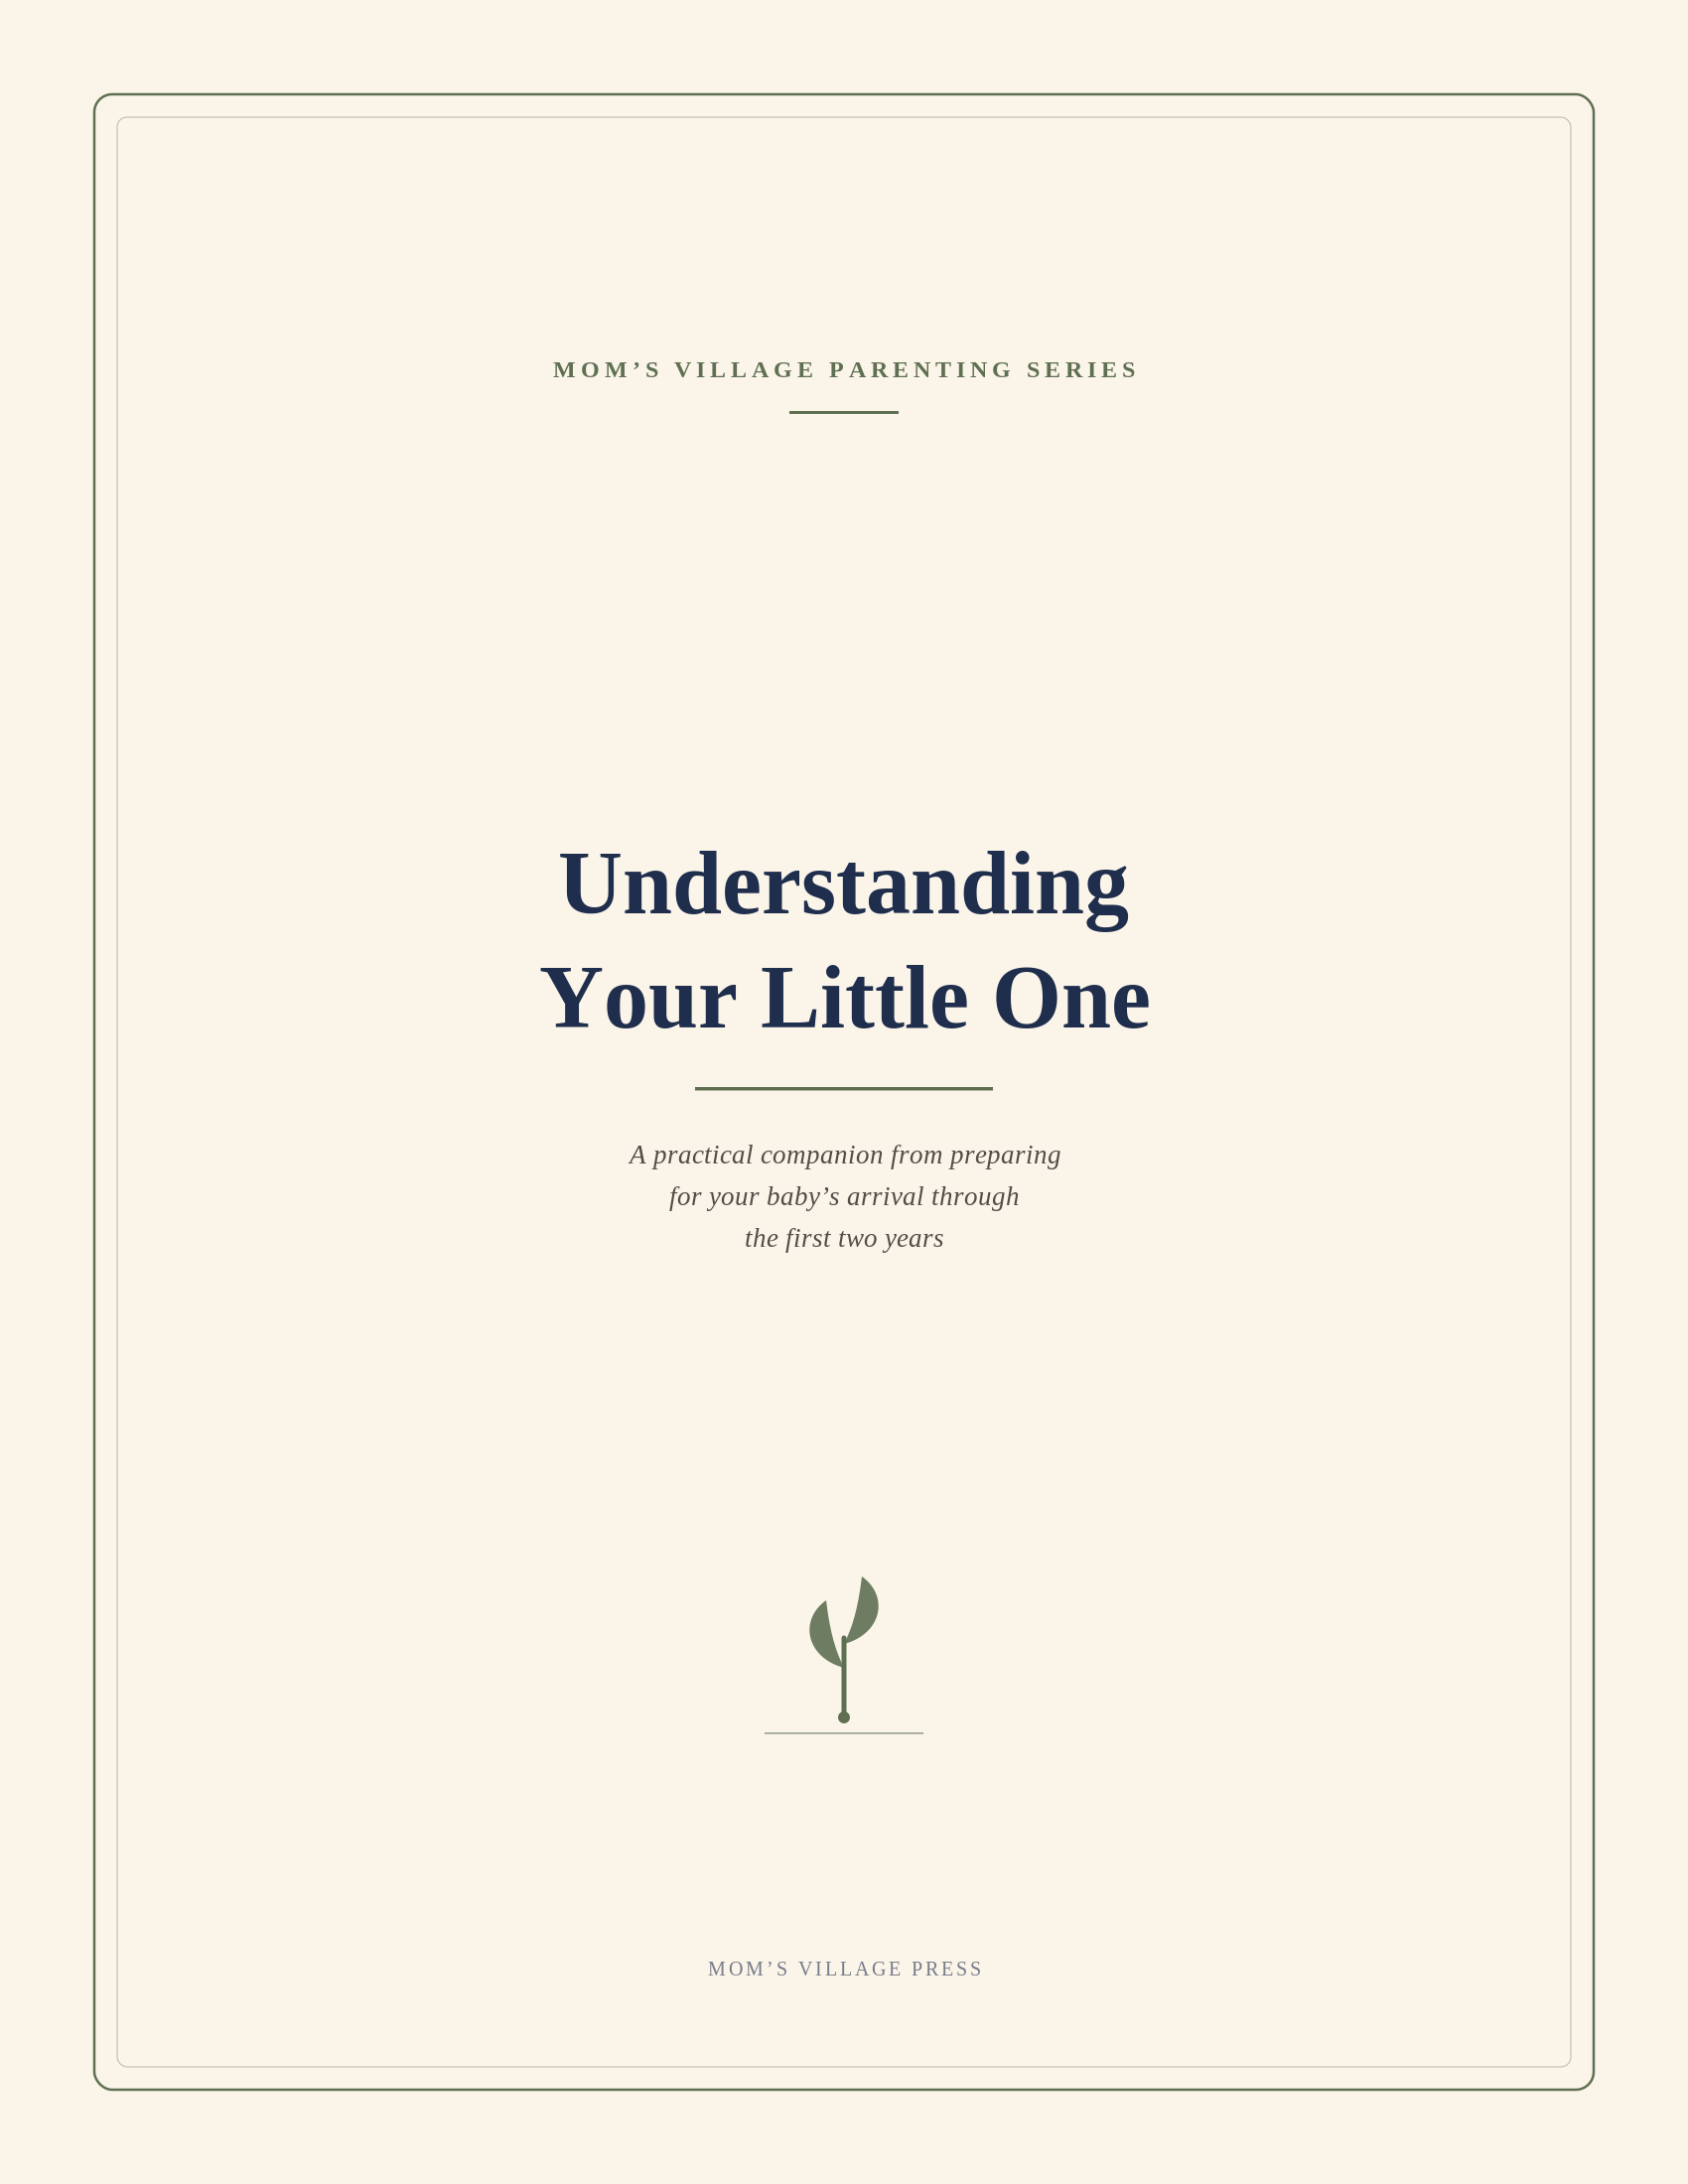 MOM’S VILLAGE PARENTING SERIES
Understanding
Your Little One
A practical companion from preparing
for your baby’s arrival through
the first two years
MOM’S VILLAGE PRESS